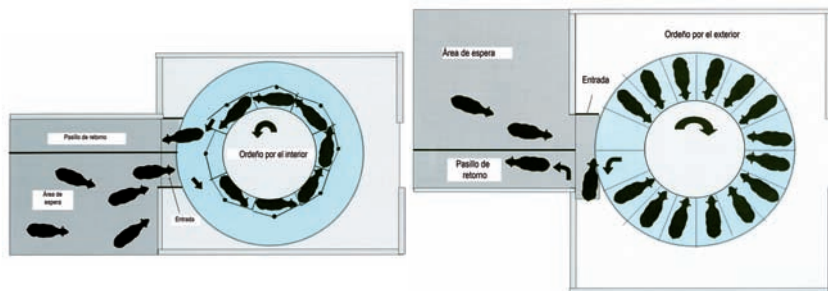 Pasillo de retorno
Área de
espera
Entrada
Ordeño por el interior
Área de espera
Pasillo de
retorno
Entrada
Ordeño por el exterior